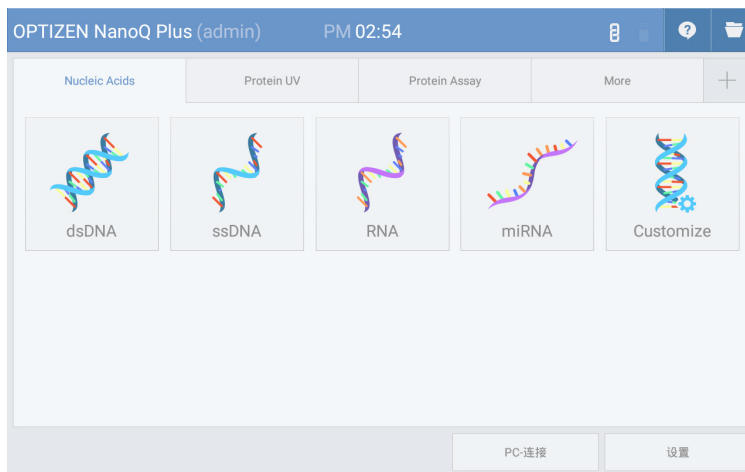 OPTIZEN NanoQ Plus (admin) PM 02:54
Nucleic Acids Protein UV Protein Assay More
dsDNA ssDNA RNA miRNA Customize
PC-连接 设置